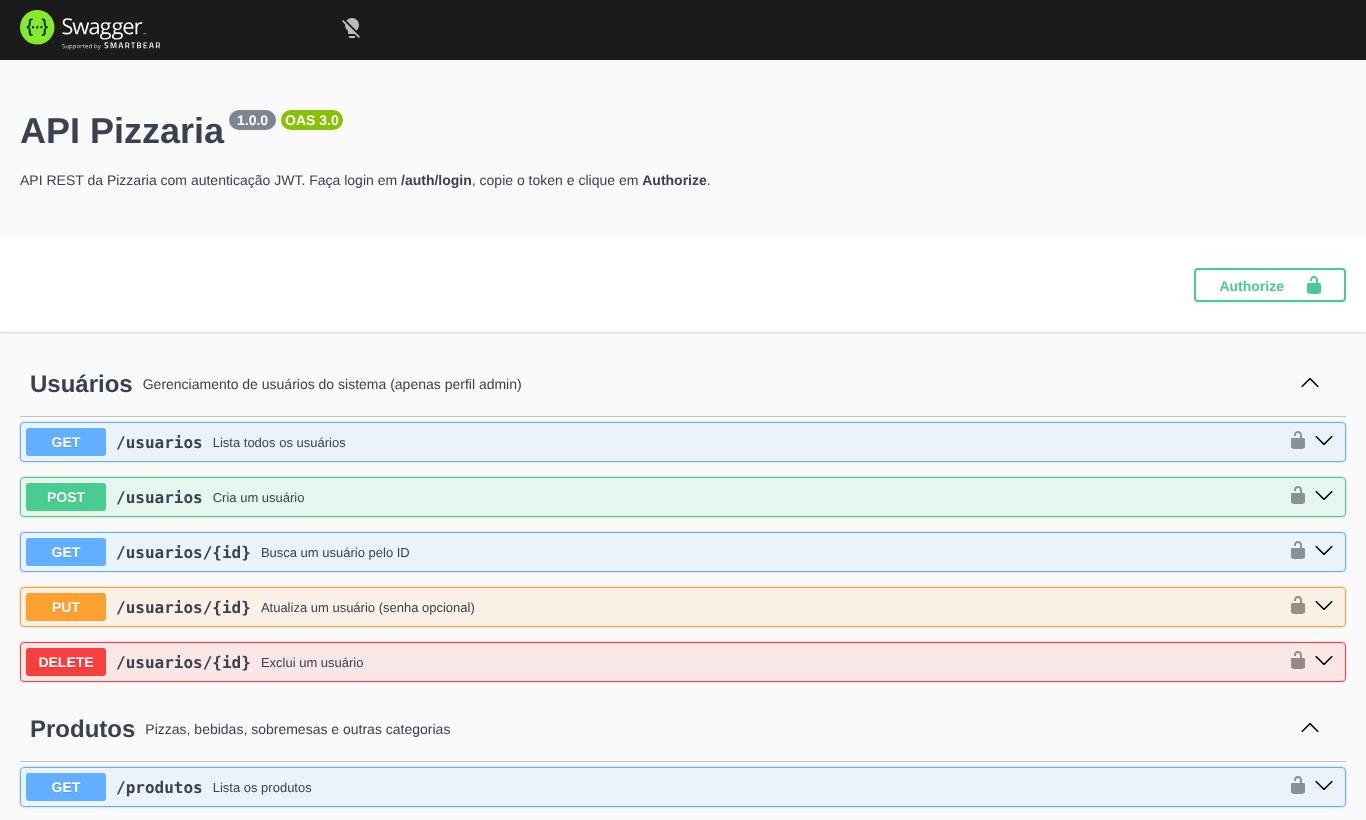 Swagger
Supported by SMARTBEAR
API Pizzaria 1.0.0 OAS 3.0
API REST da Pizzaria com autenticação JWT. Faça login em /auth/login, copie o token e clique em Authorize.
Authorize
Usuários Gerenciamento de usuários do sistema (apenas perfil admin)
GET /usuarios Lista todos os usuários
POST /usuarios Cria um usuário
GET /usuarios/{id} Busca um usuário pelo ID
PUT /usuarios/{id} Atualiza um usuário (senha opcional)
DELETE /usuarios/{id} Exclui um usuário
Produtos Pizzas, bebidas, sobremesas e outras categorias
GET /produtos Lista os produtos